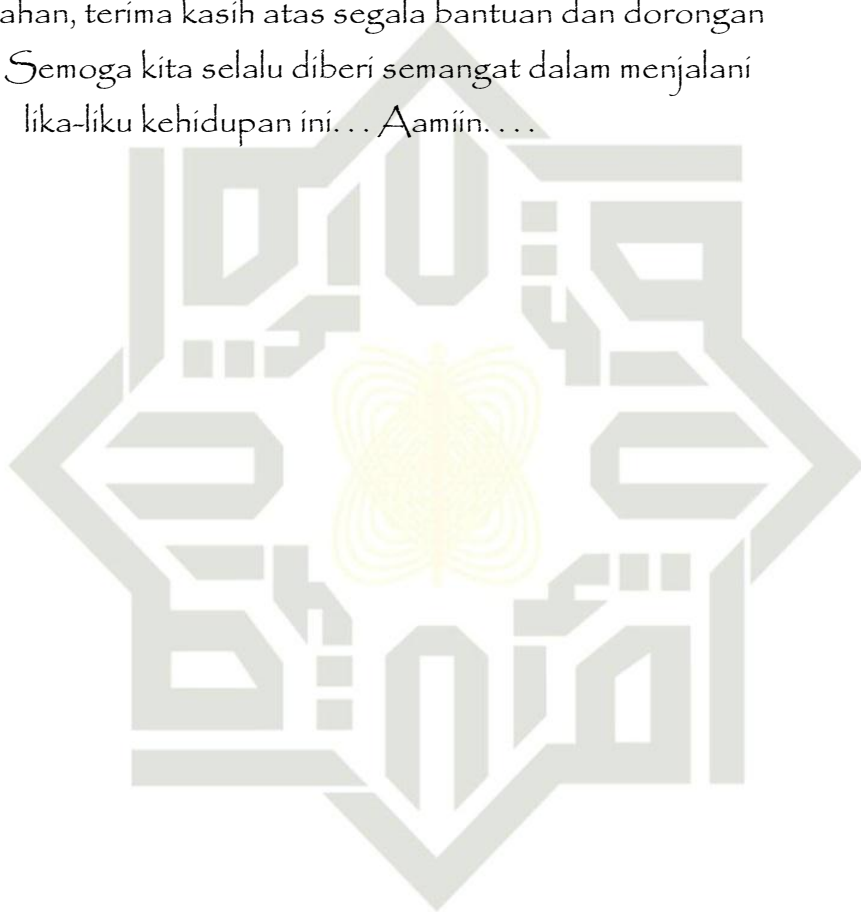 ahan, terima kasih atas segala bantuan dan dorongan
Semoga kita selalu diberi semangat dalam menjalani
lika-liku kehidupan ini. . . Aamiin. . . .